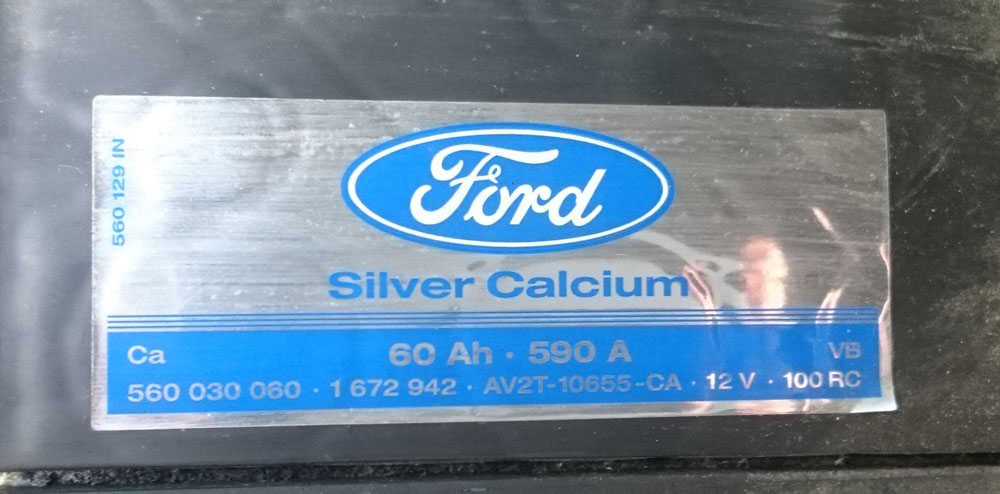 560 129 IN
Ford
Silver Calcium
Ca 60 Ah · 590 A VB
560 030 060 · 1 672 942 · AV2T-10655-CA · 12 V · 100 RC